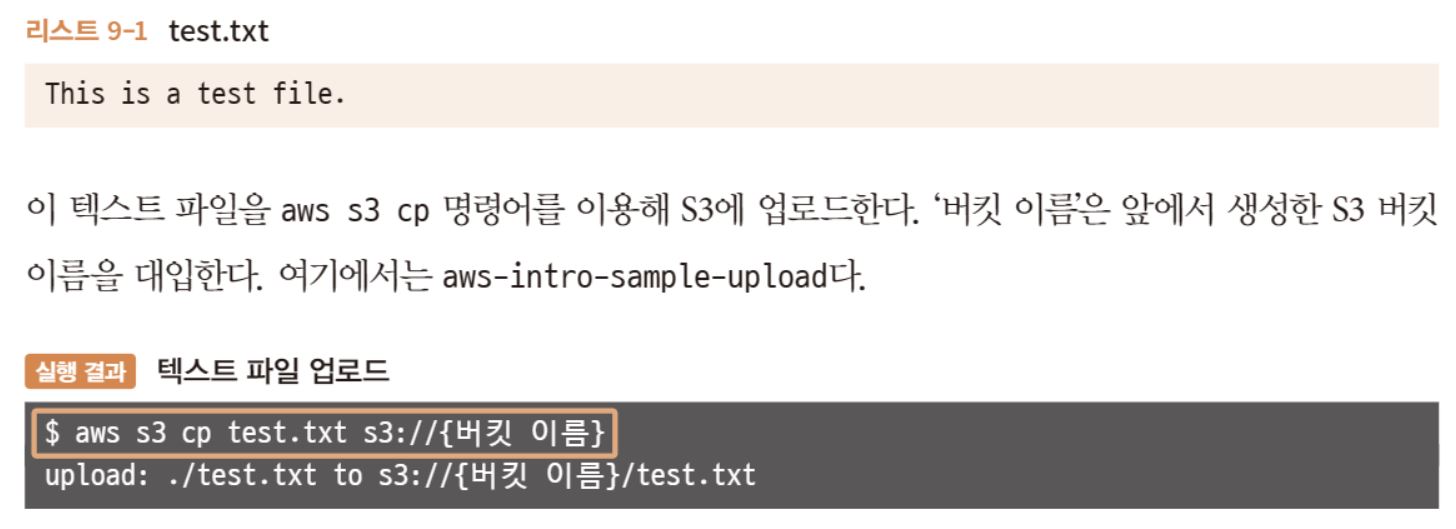 리스트 9-1 test.txt
This is a test file.
이 텍스트 파일을 aws s3 cp 명령어를 이용해 S3에 업로드한다. ‘버킷 이름’은 앞에서 생성한 S3 버킷
이름을 대입한다. 여기에서는 aws-intro-sample-upload다.
실행 결과 텍스트 파일 업로드
$ aws s3 cp test.txt s3://{버킷 이름}
upload: ./test.txt to s3://{버킷 이름}/test.txt